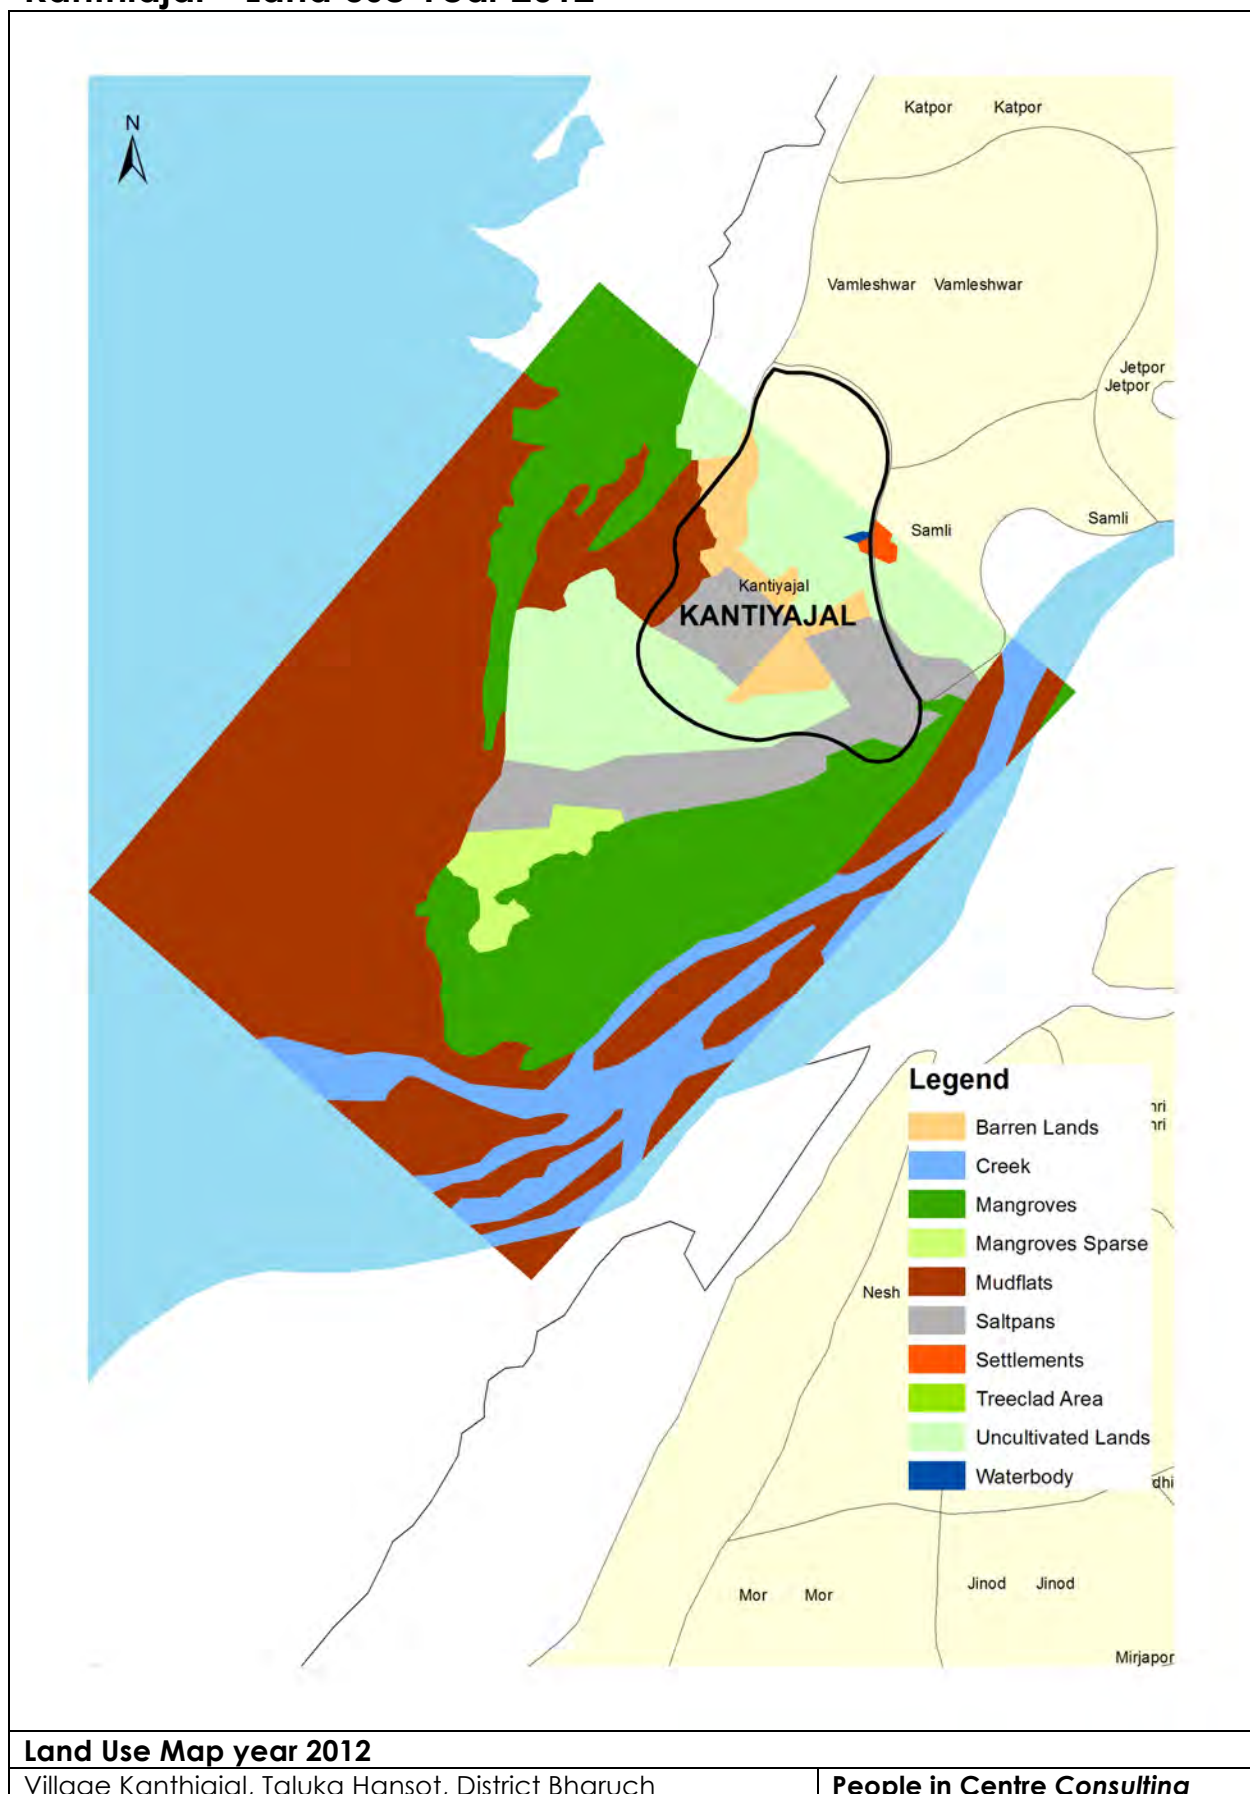 N
Katpor Katpor
Vamleshwar Vamleshwar
Jetpor
Jetpor
Samli
Samli
Kantiyajal
KANTIYAJAL
Legend
Barren Lands
Creek
Mangroves
Mangroves Sparse
Mudflats
Saltpans
Settlements
Treeclad Area
Uncultivated Lands
Waterbody
Nesh
Mor Mor
Jinod Jinod
Mirjapor
Land Use Map year 2012
Village Kanthiajal, Taluka Hansot, District Bharuch
People in Centre Consulting